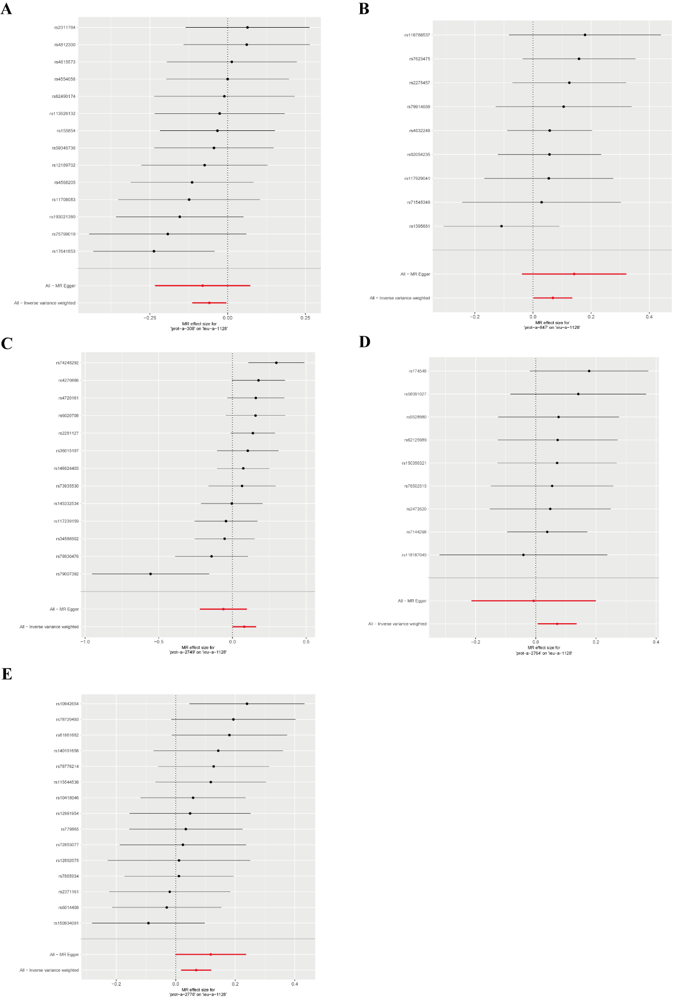 A
rs2311764
rs4812300
rs4615573
rs4554058
rs62490174
rs113926132
rs155854
rs59346736
rs12189702
rs4568205
rs11708083
rs193021380
rs75799019
rs17641853
All − MR Egger
All − Inverse variance weighted
−0.25
0.00
0.25
MR effect size for
'prot−a−308' on 'ieu−a−1128'
B
rs116768537
rs7623475
rs2275457
rs79914669
rs4632248
rs62054235
rs117929041
rs71545349
rs1395661
All − MR Egger
All − Inverse variance weighted
−0.2
0.0
0.2
0.4
MR effect size for
'prot−a−847' on 'ieu−a−1128'
C
rs74248292
rs4270666
rs4720161
rs6020708
rs2281127
rs36015197
rs146924403
rs73935530
rs145332534
rs117239159
rs34586902
rs78930476
rs79007392
All − MR Egger
All − Inverse variance weighted
−1.0
−0.5
0.0
0.5
MR effect size for
'prot−a−2749' on 'ieu−a−1128'
D
rs174548
rs56091027
rs9528980
rs62125989
rs150356321
rs78502515
rs2473520
rs7144298
rs118187045
All − MR Egger
All − Inverse variance weighted
−0.2
0.0
0.2
0.4
MR effect size for
'prot−a−2764' on 'ieu−a−1128'
E
rs10942654
rs78720493
rs61861662
rs140191656
rs78776214
rs115544538
rs10418046
rs12991954
rs779865
rs72853077
rs12892075
rs7865934
rs2371161
rs6014408
rs150934091
All − MR Egger
All − Inverse variance weighted
−0.2
0.0
0.2
0.4
MR effect size for
'prot−a−2776' on 'ieu−a−1128'